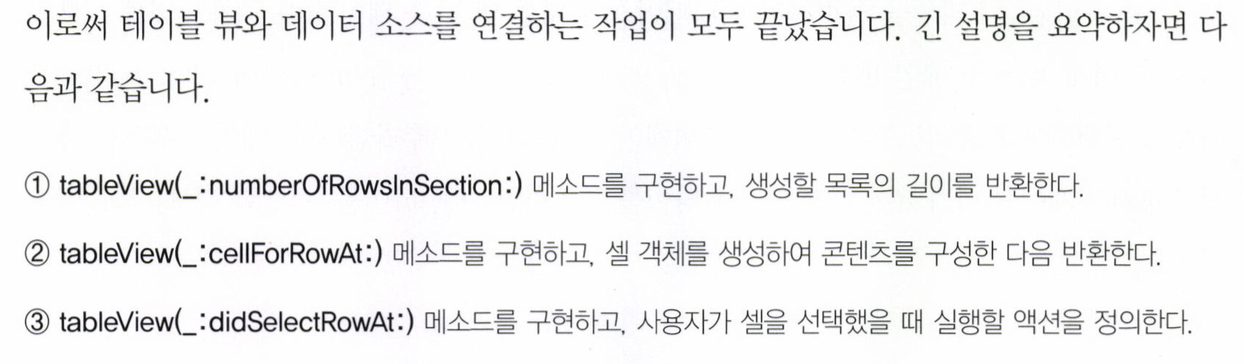 이로써 테이블 뷰와 데이터 소스를 연결하는 작업이 모두 끝났습니다. 긴 설명을 요약하자면 다
음과 같습니다.
① tableView(_:numberOfRowsInSection:) 메소드를 구현하고, 생성할 목록의 길이를 반환한다.
② tableView(_:cellForRowAt:) 메소드를 구현하고, 셀 객체를 생성하여 콘텐츠를 구성한 다음 반환한다.
③ tableView(_:didSelectRowAt:) 메소드를 구현하고, 사용자가 셀을 선택했을 때 실행할 액션을 정의한다.